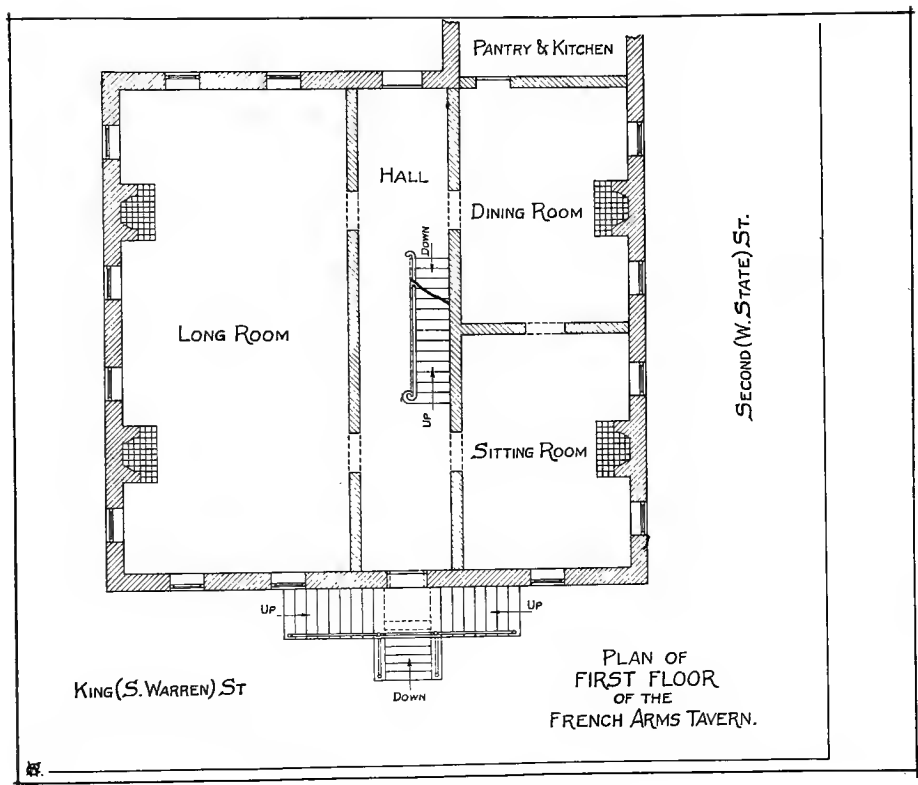 PANTRY & KITCHEN
HALL
DINING ROOM
DOWN
LONG ROOM
UP
SITTING ROOM
SECOND (W. STATE) ST.
UP
UP
DOWN
KING (S. WARREN) ST
PLAN OF
FIRST FLOOR
OF THE
FRENCH ARMS TAVERN.